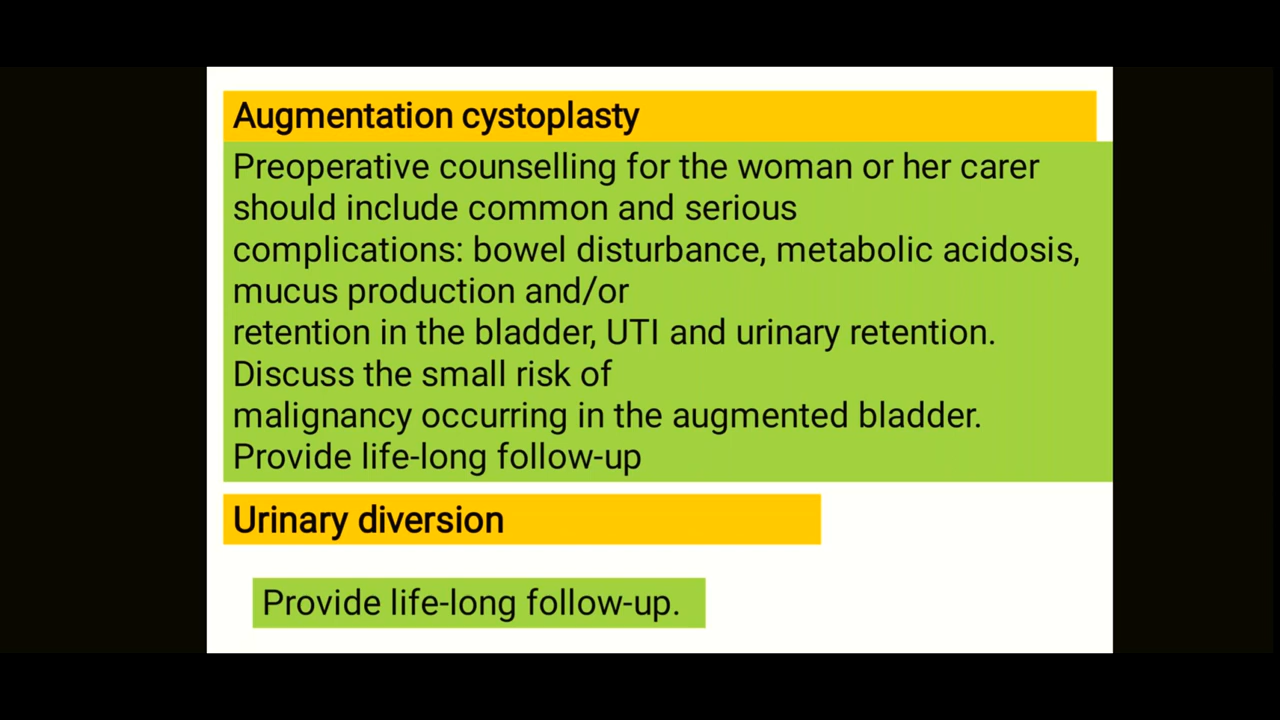 Augmentation cystoplasty
Preoperative counselling for the woman or her carer
should include common and serious
complications: bowel disturbance, metabolic acidosis,
mucus production and/or
retention in the bladder, UTI and urinary retention.
Discuss the small risk of
malignancy occurring in the augmented bladder.
Provide life-long follow-up
Urinary diversion
Provide life-long follow-up.